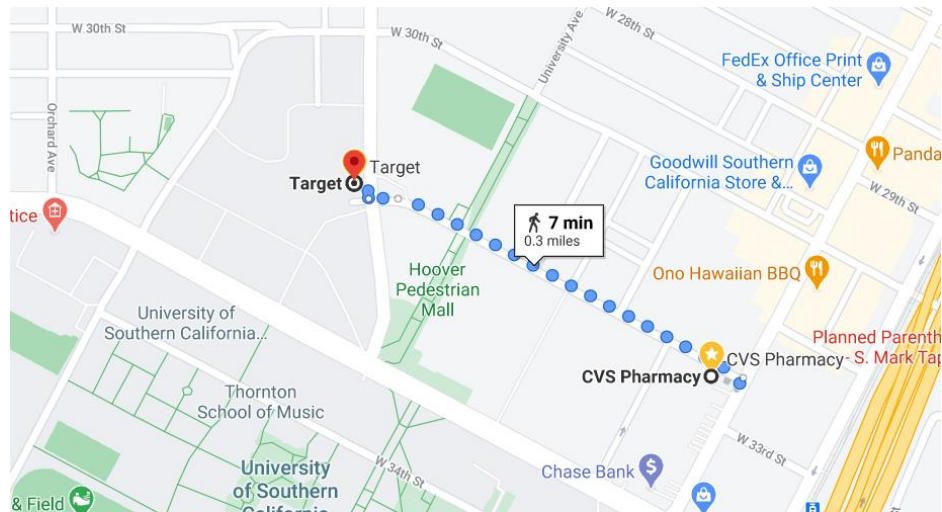 W 30th St
W 30th St
University Ave
W 28th St
FedEx Office Print
& Ship Center
Orchard Ave
Target
Target
Goodwill Southern
California Store &...
Panda
W 29th St
tice
7 min
0.3 miles
Hoover
Pedestrian
Mall
Ono Hawaiian BBQ
University of
Southern California...
Planned Parenth
- S. Mark Tap
CVS Pharmacy
CVS Pharmacy
Thornton
School of Music
W 33rd St
W 34th St
Chase Bank
University
of Southern
California
& Field